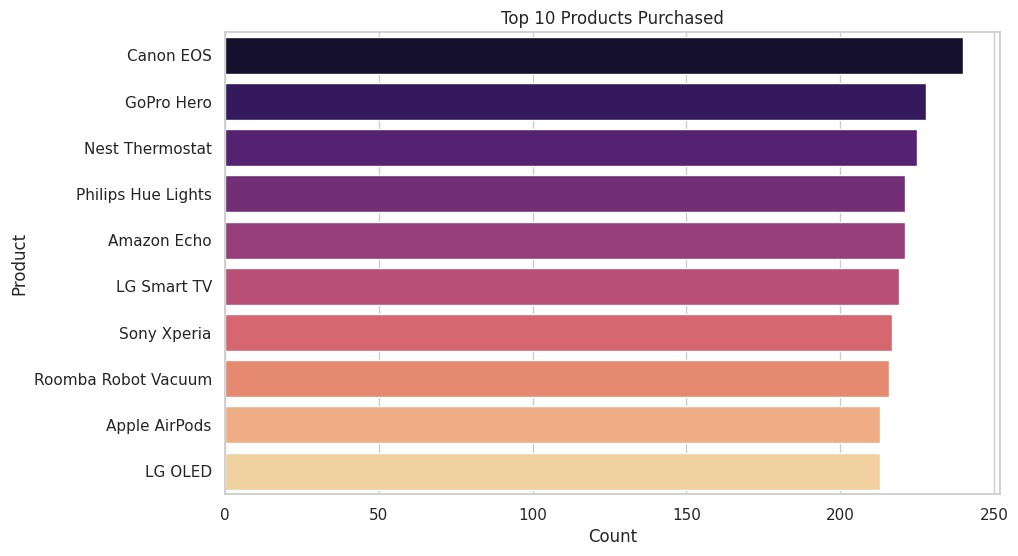 Top 10 Products Purchased
Product
Canon EOS
GoPro Hero
Nest Thermostat
Philips Hue Lights
Amazon Echo
LG Smart TV
Sony Xperia
Roomba Robot Vacuum
Apple AirPods
LG OLED
0 50 100 150 200 250
Count